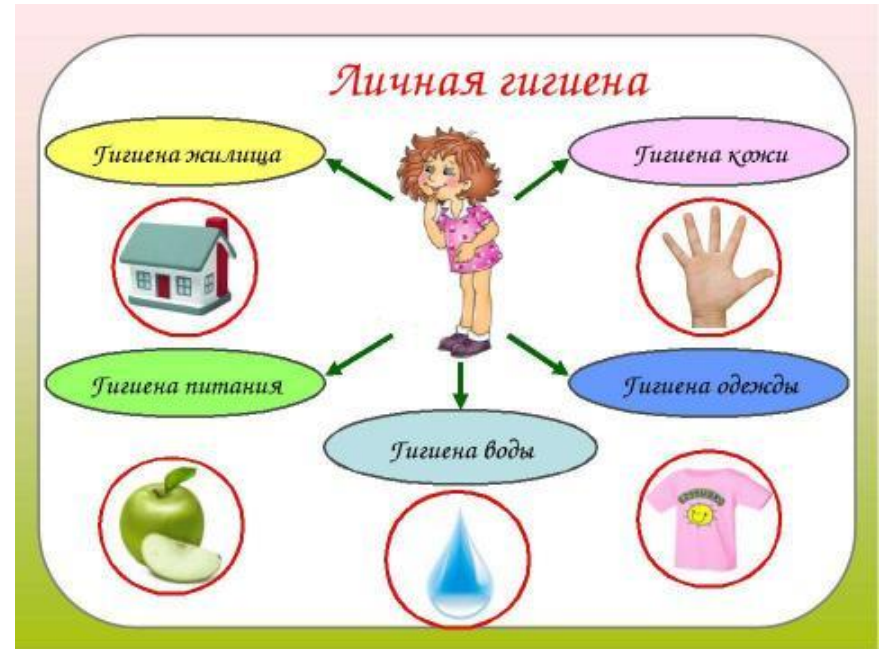 Личная гигиена
Гигиена жилища
Гигиена кожи
Гигиена питания
Гигиена одежды
Гигиена воды